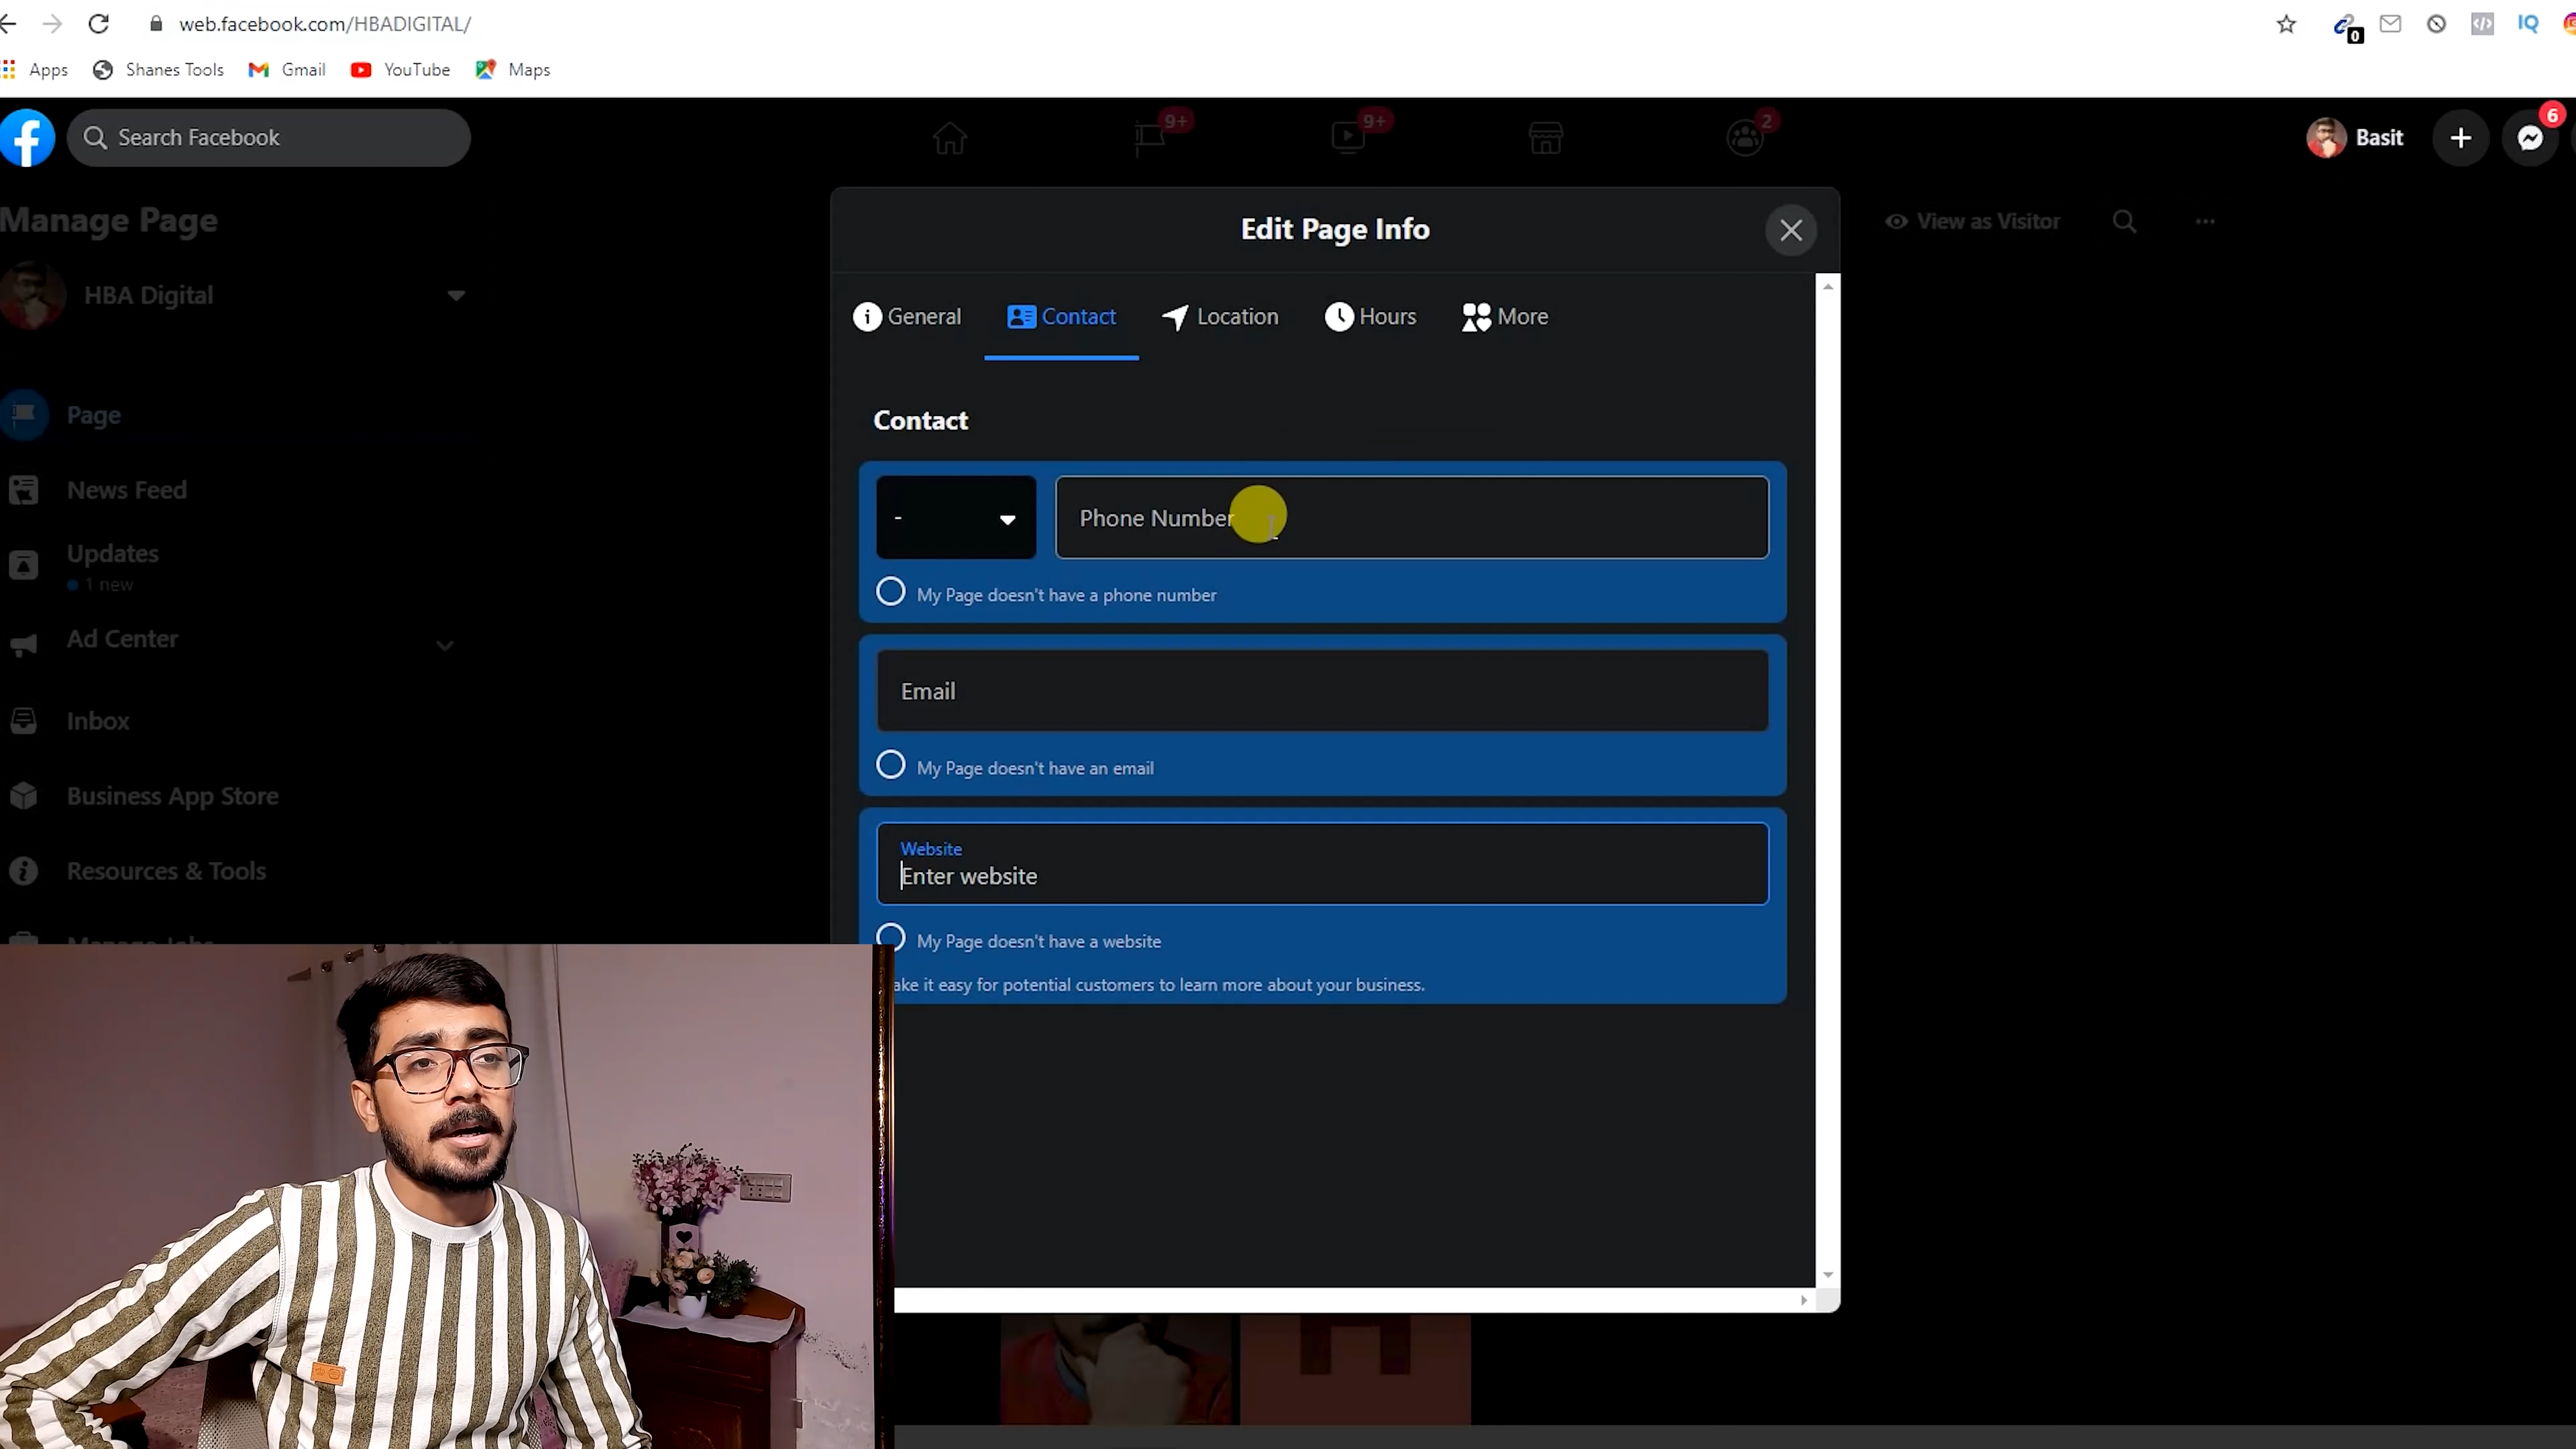 web.facebook.com/HBADIGITAL/
0
IQ
Apps
Shanes Tools
Gmail
YouTube
Maps
Search Facebook
9+
9+
2
Basit
6
Manage Page
HBA Digital
Page
News Feed
Updates
1 new
Ad Center
Inbox
Business App Store
Resources & Tools
Edit Page Info
View as Visitor
General
Contact
Location
Hours
More
Contact
-
Phone Number
My Page doesn't have a phone number
Email
My Page doesn't have an email
Website
Enter website
My Page doesn't have a website
ake it easy for potential customers to learn more about your business.
H